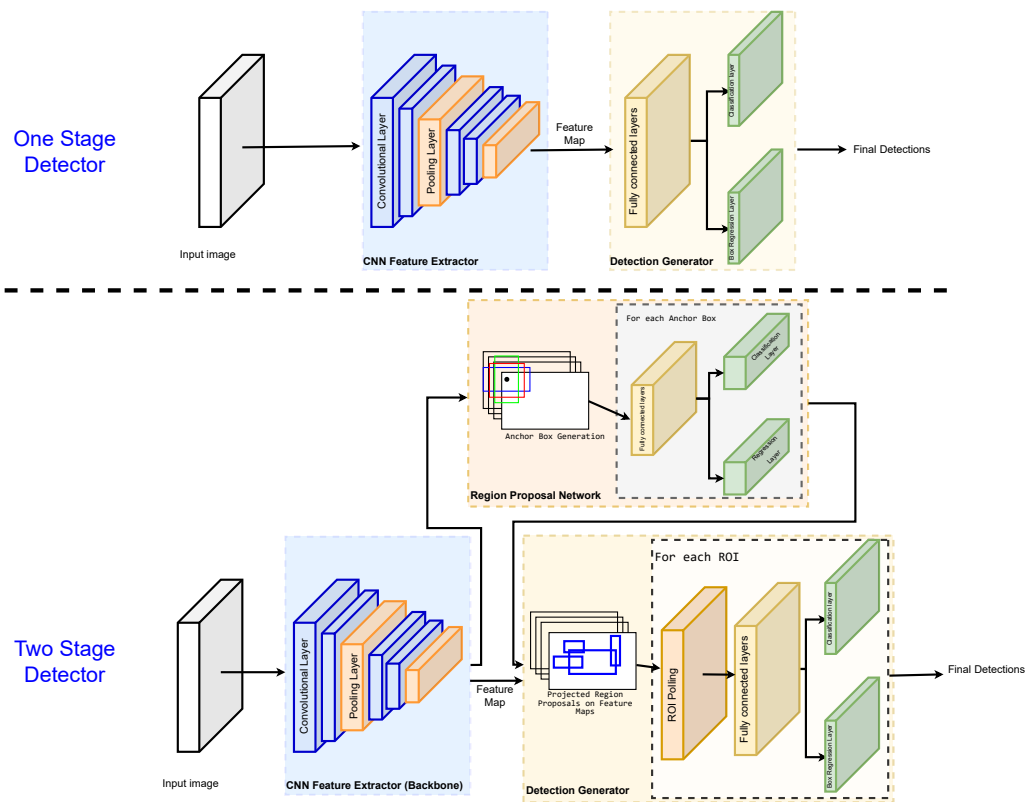 One Stage
Detector
Input image
Convolutional Layer
Pooling Layer
CNN Feature Extractor
Feature
Map
Fully connected layers
Classification layer
Box Regression Layer
Detection Generator
Final Detections
For each Anchor Box
Anchor Box Generation
Fully connected layers
Classification
Layer
Regression
Layer
Region Proposal Network
Two Stage
Detector
Input image
Convolutional Layer
Pooling Layer
CNN Feature Extractor (Backbone)
Feature
Map
For each ROI
Projected Region
Proposals on Feature
Maps
ROI Polling
Fully connected layers
Classification layer
Box Regression Layer
Detection Generator
Final Detections